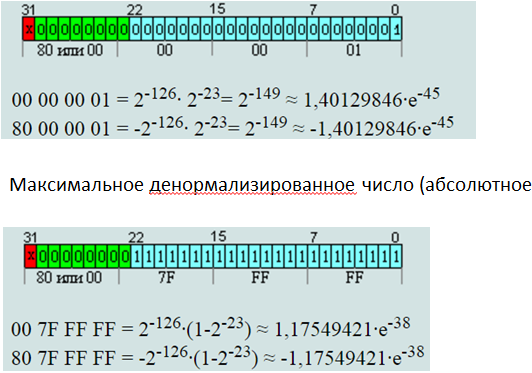 31 22 15 7 0
x0000000000000000000000000000001
80 или 00 00 00 01
00 00 00 01 = 2⁻¹²⁶· 2⁻²³= 2⁻¹⁴⁹ ≈ 1,40129846·e⁻⁴⁵
80 00 00 01 = -2⁻¹²⁶· 2⁻²³= 2⁻¹⁴⁹ ≈ -1,40129846·e⁻⁴⁵
Максимальное денормализированное число (абсолютное
31 22 15 7 0
x0000000011111111111111111111111
80 или 00 7F FF FF
00 7F FF FF = 2⁻¹²⁶·(1-2⁻²³) ≈ 1,17549421·e⁻³⁸
80 7F FF FF = -2⁻¹²⁶·(1-2⁻²³) ≈ -1,17549421·e⁻³⁸